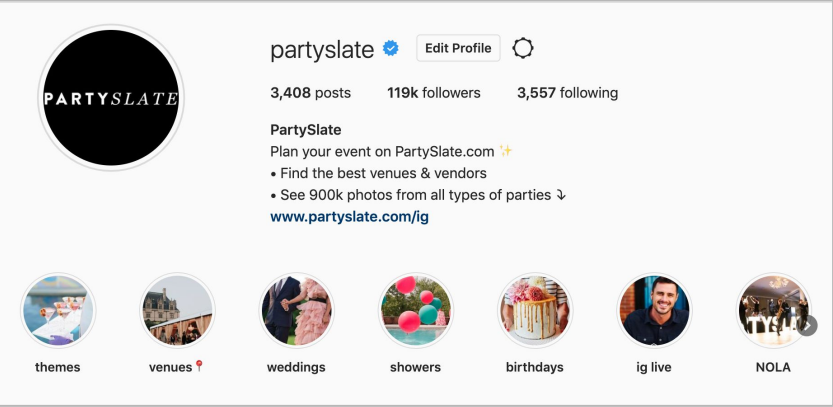 PARTYSLATE
partyslate
Edit Profile
3,408 posts 119k followers 3,557 following
PartySlate
Plan your event on PartySlate.com ✨
• Find the best venues & vendors
• See 900k photos from all types of parties ⤵
www.partyslate.com/ig
themes venues📍 weddings showers birthdays ig live NOLA